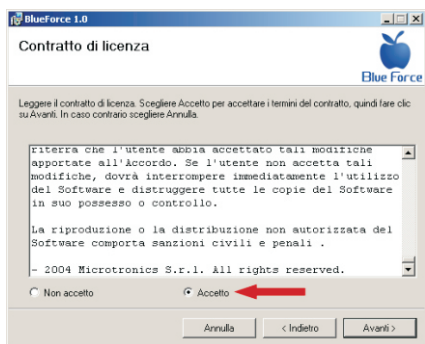 BlueForce 1.0
Contratto di licenza
Blue Force
Leggere il contratto di licenza. Scegliere Accetto per accettare i termini del contratto, quindi fare clic
su Avanti. In caso contrario scegliere Annulla.
riterrà che l'utente abbia accettato tali modifiche
apportate all'Accordo. Se l'utente non accetta tali
modifiche, dovrà interrompere immediatamente l'utilizzo
del Software e distruggere tutte le copie del Software
in suo possesso o controllo.
La riproduzione o la distribuzione non autorizzata del
Software comporta sanzioni civili e penali .
- 2004 Microtronics S.r.l. All rights reserved.
Non accetto
Accetto
Annulla
< Indietro
Avanti >